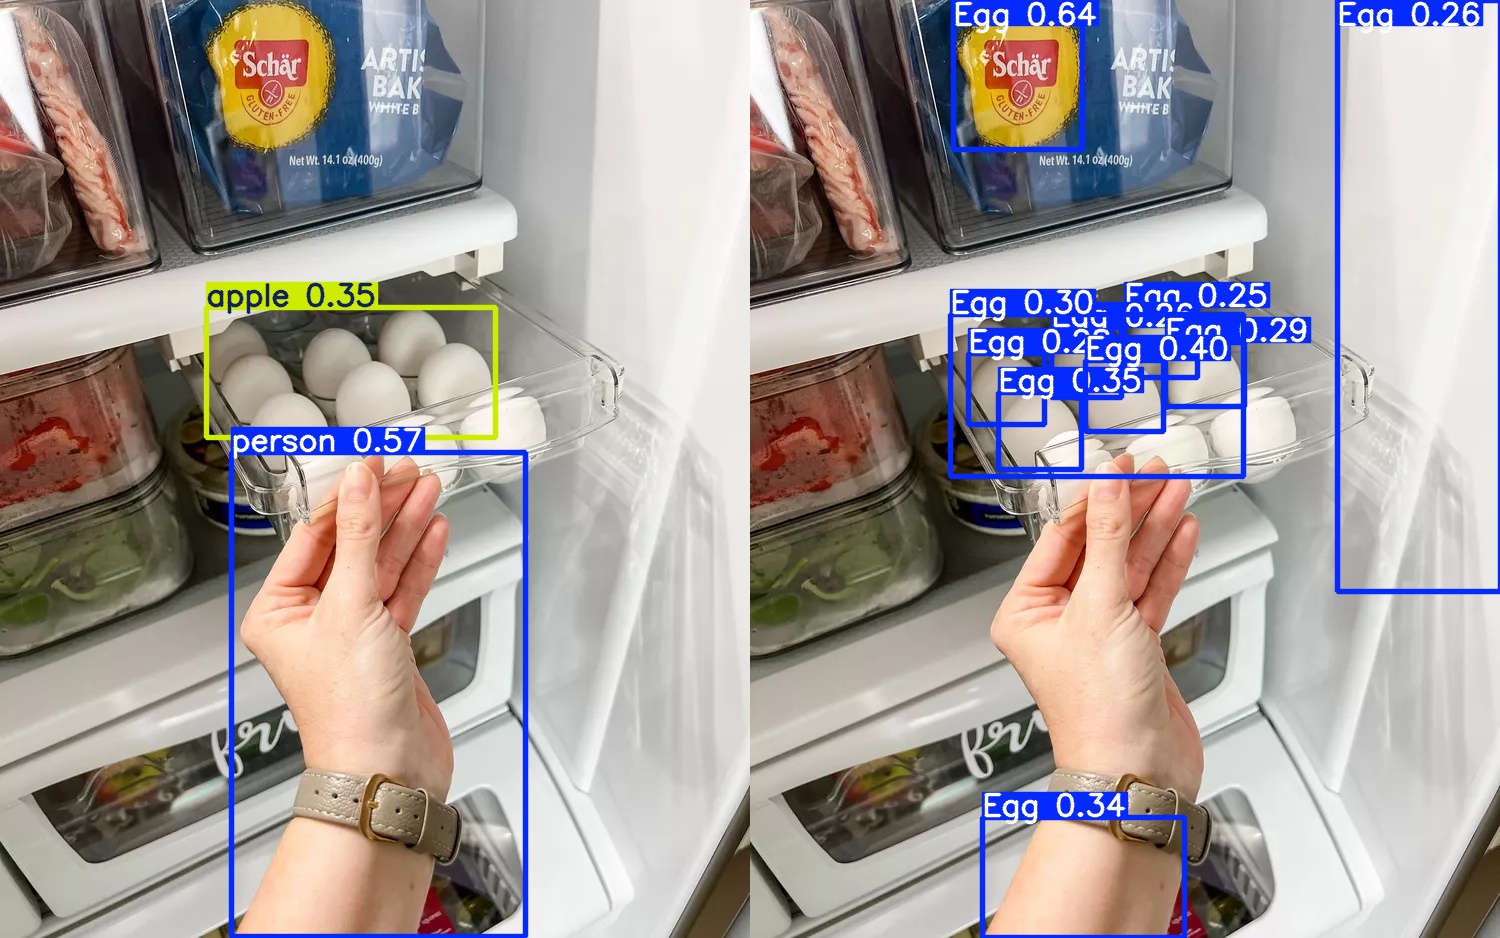 Schär
GLUTEN-FREE
ARTIS
BAK
WHITE B
Net Wt. 14.1 oz (400g)
apple 0.35
person 0.57
fr
Egg 0.64
Egg 0.26
Schär
GLUTEN-FREE
ARTIS
BAK
WHITE B
Net Wt. 14.1 oz (400g)
Egg 0.30
Egg 0.25
Egg 0.29
Egg 0.40
Egg 0.35
fr
Egg 0.34